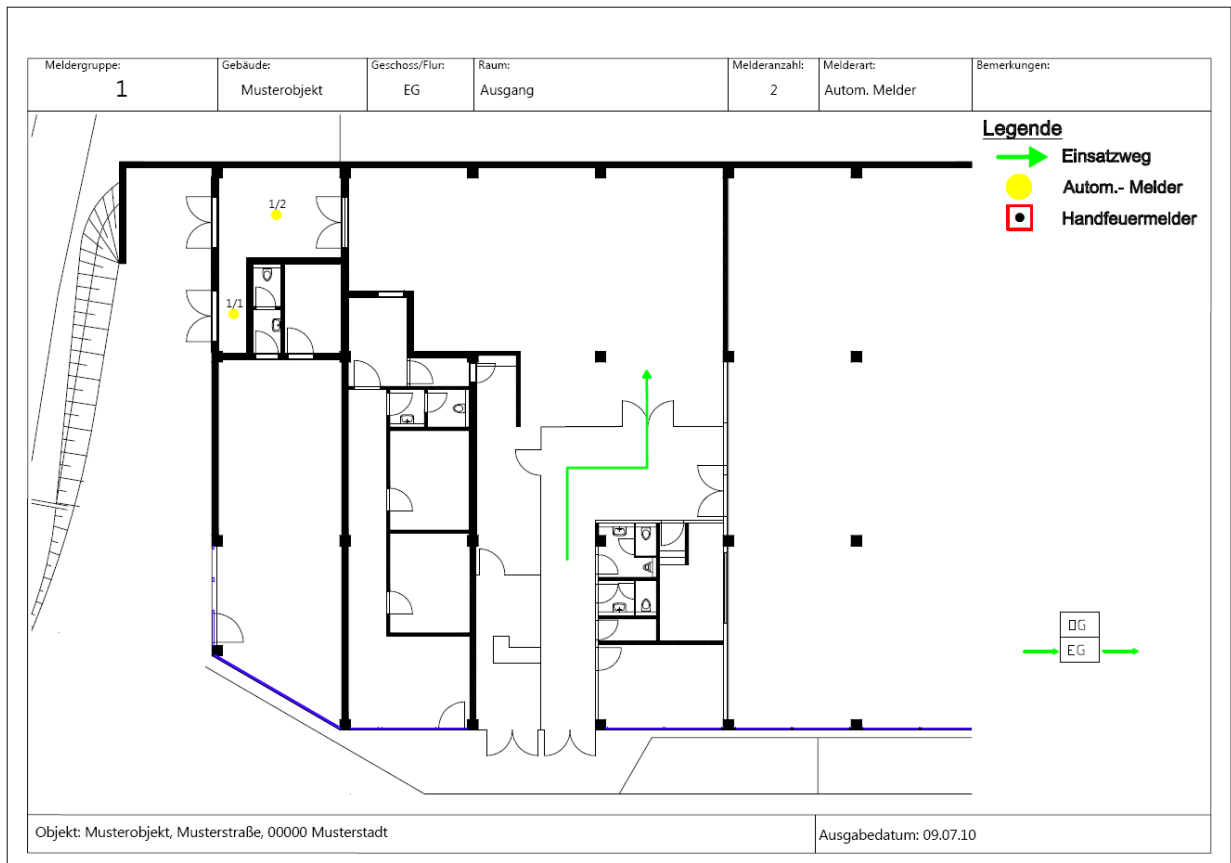 Meldergruppe:
1
Gebäude:
Musterobjekt
Geschoss/Flur:
EG
Raum:
Ausgang
Melderanzahl:
2
Melderart:
Autom. Melder
Bemerkungen:
Legende
Einsatzweg
Autom.- Melder
Handfeuermelder
1/2
1/1
OG
EG
Objekt: Musterobjekt, Musterstraße, 00000 Musterstadt
Ausgabedatum: 09.07.10